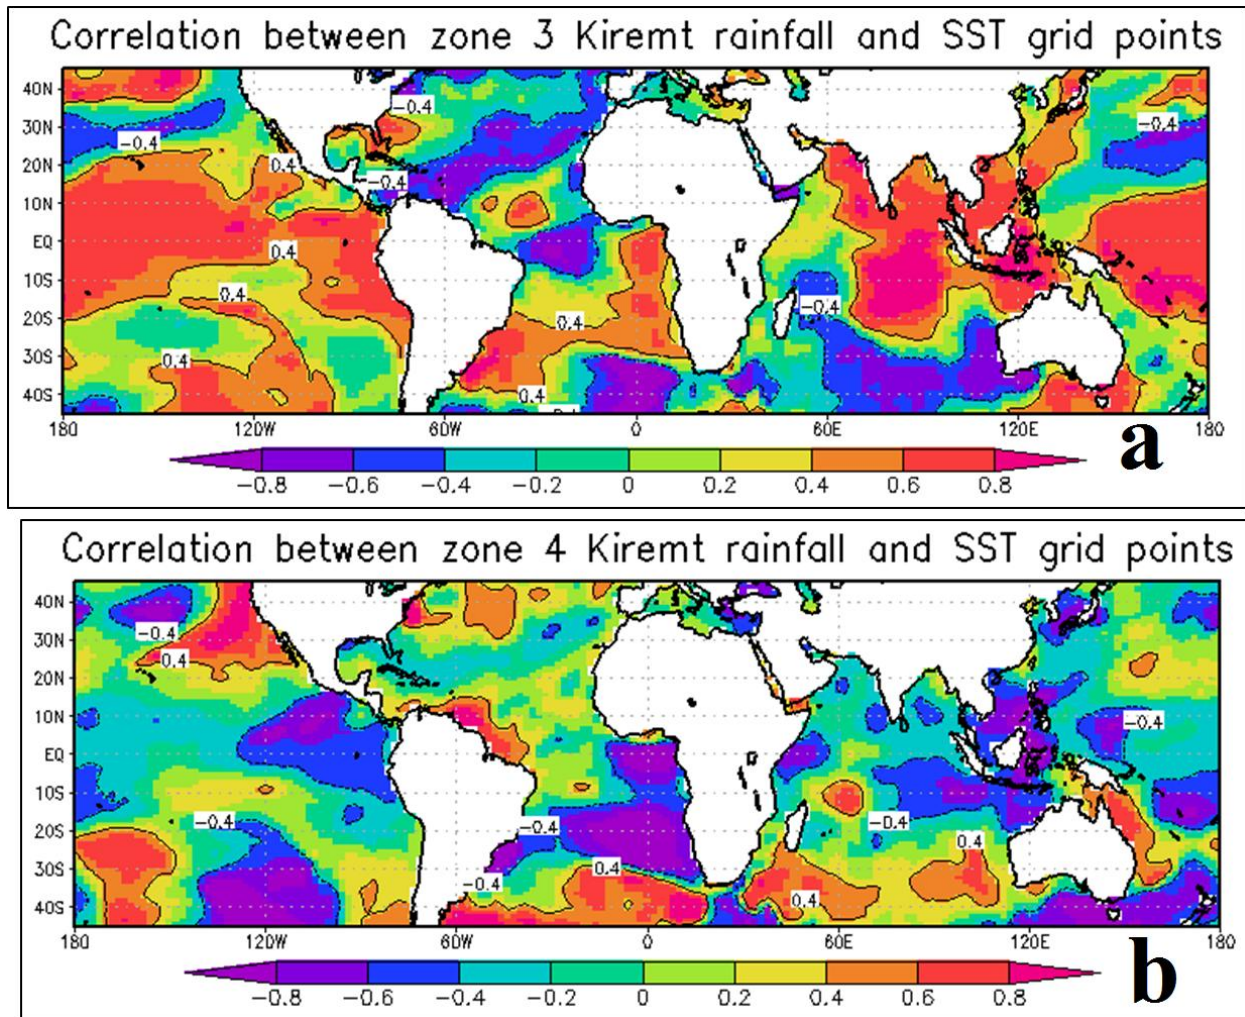 Correlation between zone 3 Kiremt rainfall and SST grid points
40N
30N
20N
10N
EQ
10S
20S
30S
40S
-0.4
-0.4
-0.4
0.4
-0.4
0.4
0.4
-0.4
0.4
0.4
0.4
180
120W
60W
0
60E
120E
180
a
-0.8 -0.6 -0.4 -0.2 0 0.2 0.4 0.6 0.8
Correlation between zone 4 Kiremt rainfall and SST grid points
40N
30N
20N
10N
EQ
10S
20S
30S
40S
-0.4
0.4
-0.4
-0.4
-0.4
-0.4
0.4
0.4
-0.4
0.4
180
120W
60W
0
60E
120E
180
b
-0.8 -0.6 -0.4 -0.2 0 0.2 0.4 0.6 0.8